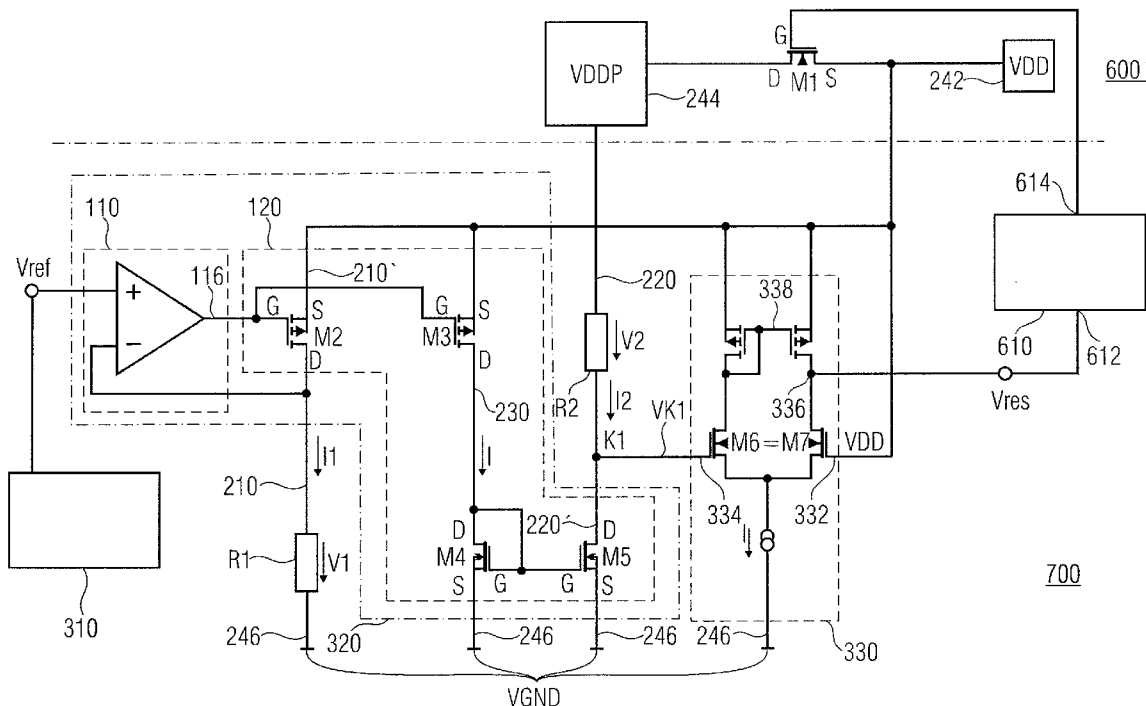 G
VDDP
D
M1
S
244
VDD
242
600
614
110
120
Vref
116
210`
G
S
M2
D
G
S
M3
D
220
338
V2
R2
I2
230
610
612
336
Vres
K1
VK1
M6=M7
VDD
I1
210
I
334
332
220´
D
D
I
R1
V1
M4
M5
S
G
G
S
700
310
246
320
246
246
246
330
VGND